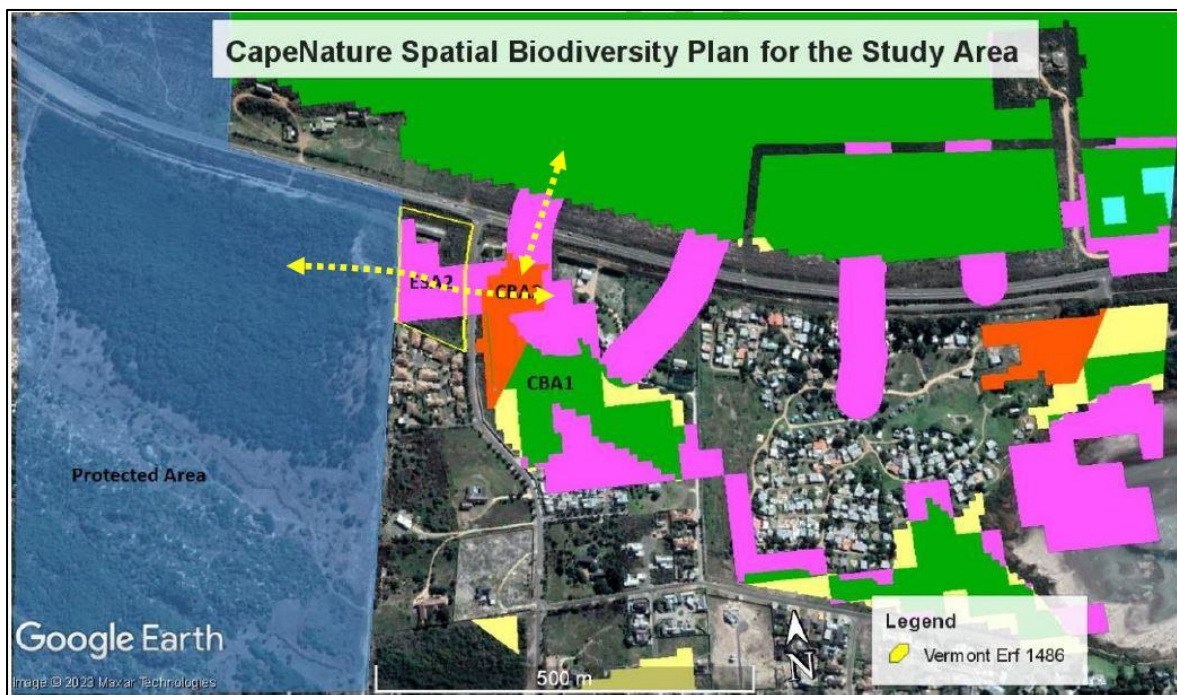 CapeNature Spatial Biodiversity Plan for the Study Area
ESA2
CBA2
CBA1
Protected Area
Google Earth
Image © 2023 Maxar Technologies
500 m
N
Legend
Vermont Erf 1486